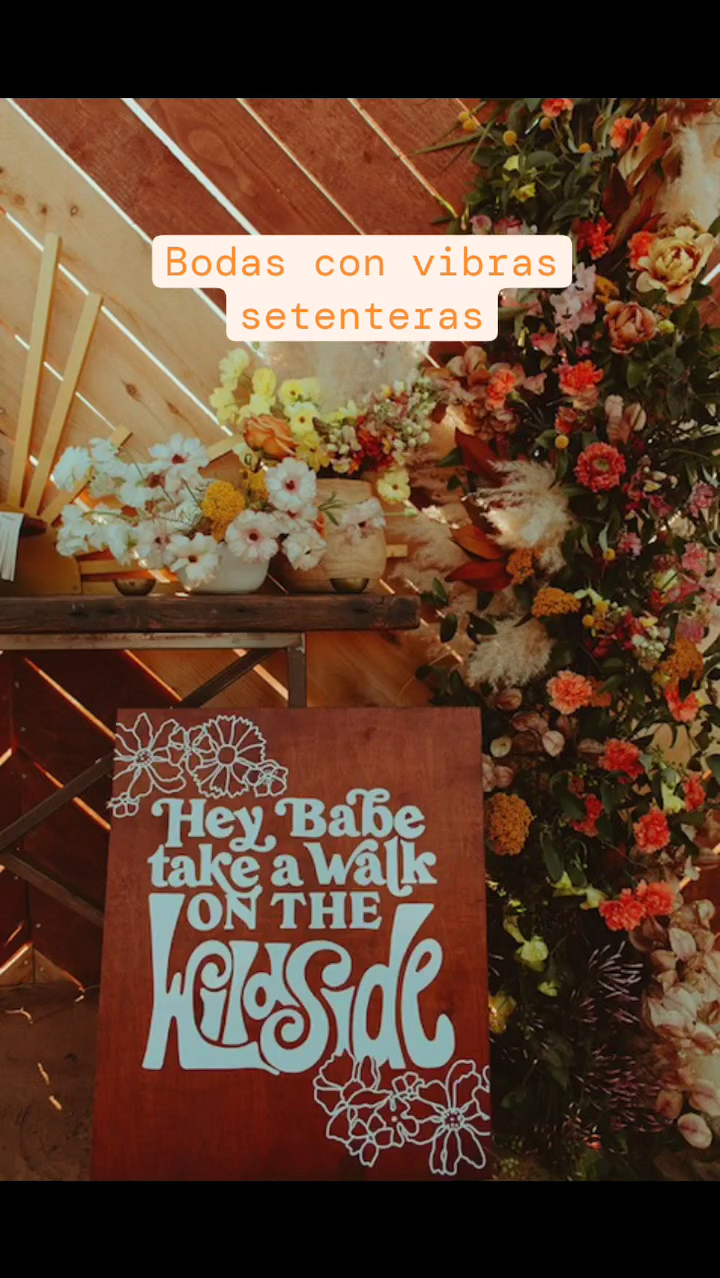 Bodas con vibras
setenteras
Hey Babe
take a walk
ON THE
WildSide